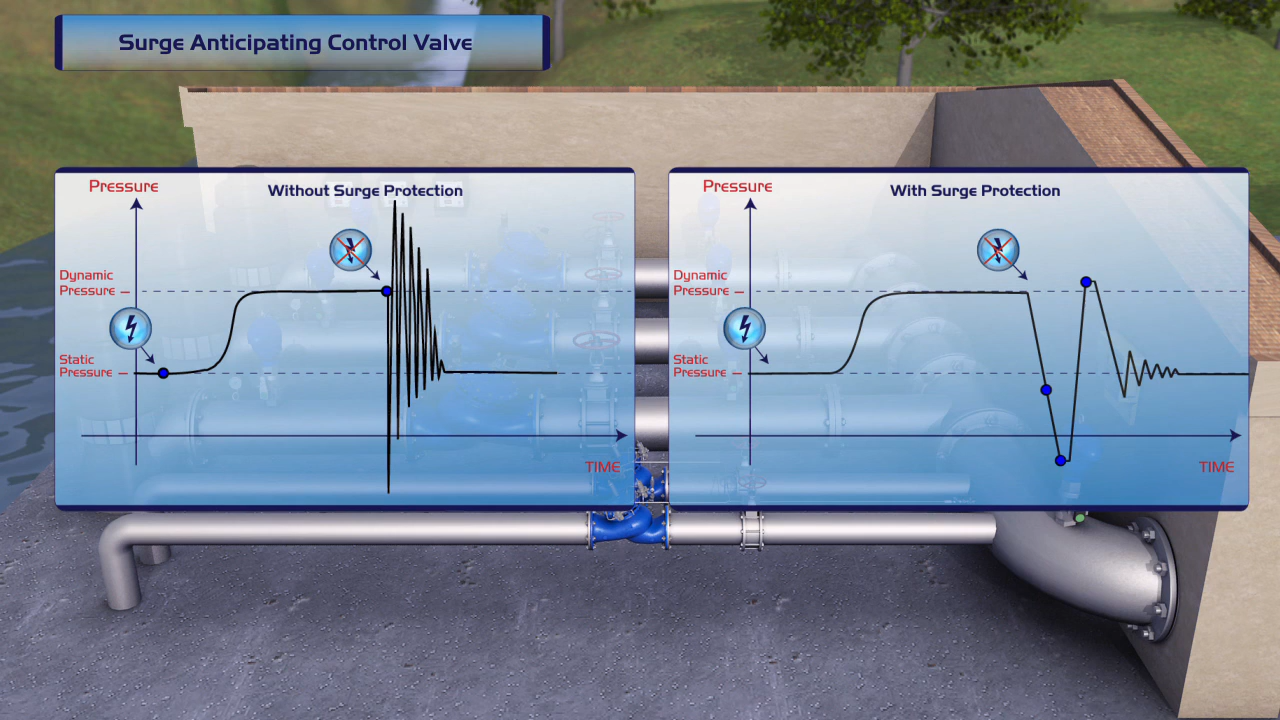 Surge Anticipating Control Valve
Pressure
Without Surge Protection
Dynamic
Pressure
Static
Pressure
TIME
Pressure
With Surge Protection
Dynamic
Pressure
Static
Pressure
TIME